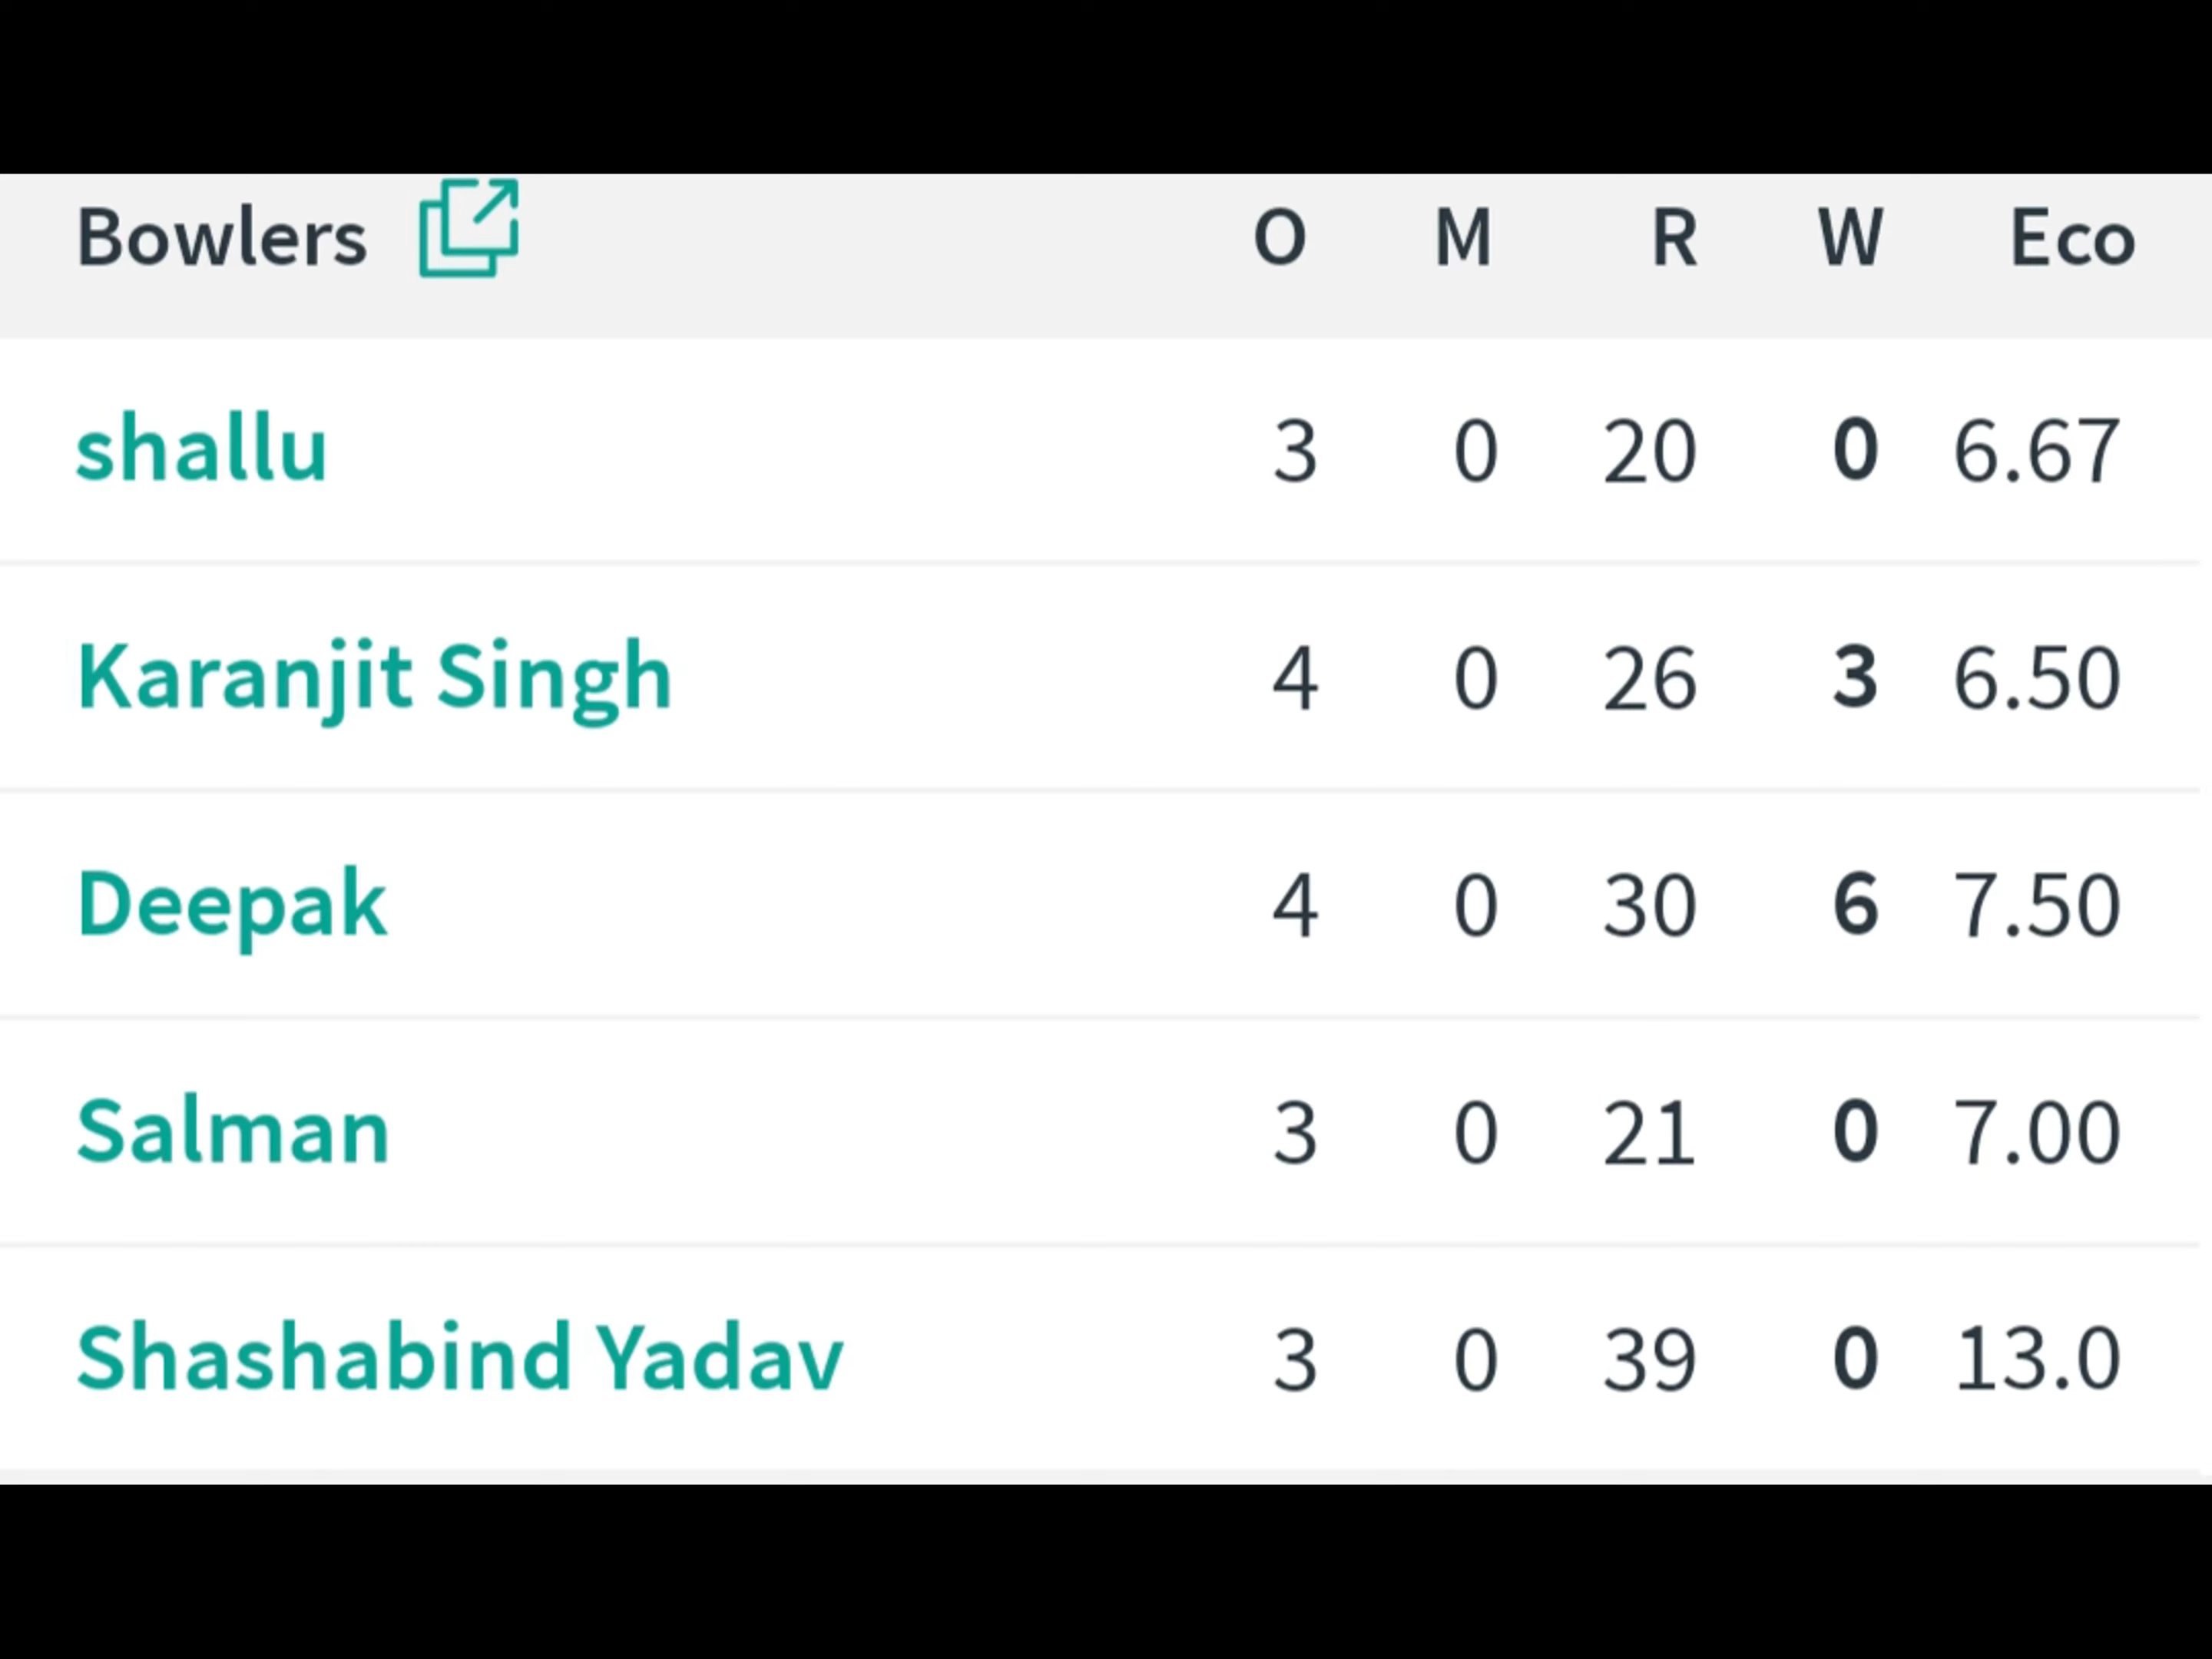 Bowlers O M R W Eco
shallu 3 0 20 0 6.67
Karanjit Singh 4 0 26 3 6.50
Deepak 4 0 30 6 7.50
Salman 3 0 21 0 7.00
Shashabind Yadav 3 0 39 0 13.0